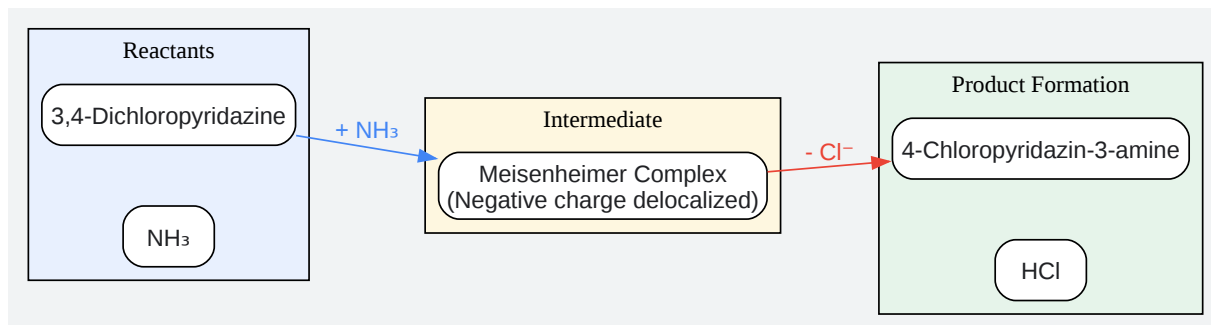 Reactants
3,4-Dichloropyridazine
NH₃
+ NH₃
Intermediate
Meisenheimer Complex
(Negative charge delocalized)
- Cl⁻
Product Formation
4-Chloropyridazin-3-amine
HCl